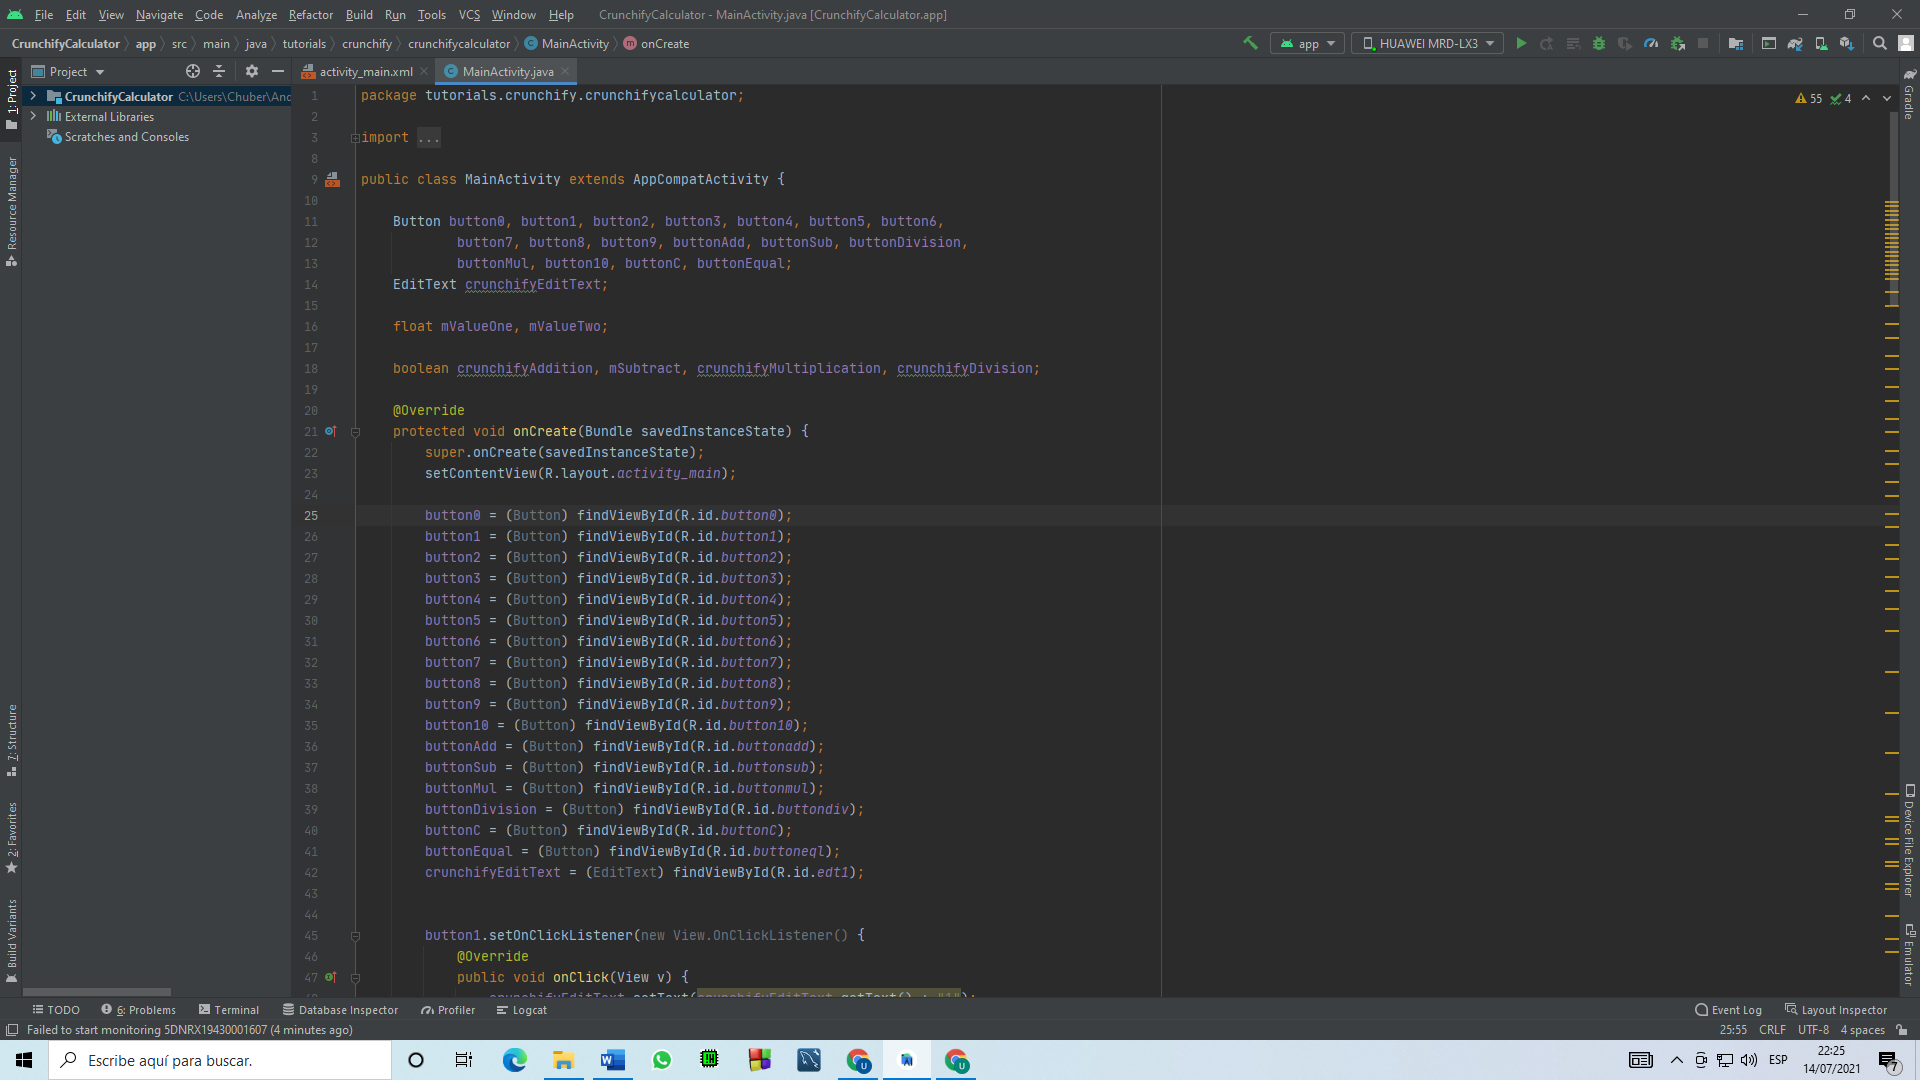 File Edit View Navigate Code Analyze Refactor Build Run Tools VCS Window Help CrunchifyCalculator - MainActivity.java [CrunchifyCalculator.app]
CrunchifyCalculator app src main java tutorials crunchify crunchifycalculator MainActivity onCreate app HUAWEI MRD-LX3
Project activity_main.xml MainActivity.java
1: Project
Resource Manager
7: Structure
2: Favorites
Build Variants
CrunchifyCalculator C:\Users\Chuber\Anc
External Libraries
Scratches and Consoles
55 4
1 package tutorials.crunchify.crunchifycalculator;
2
3 import ...
8
9 public class MainActivity extends AppCompatActivity {
10
11 Button button0, button1, button2, button3, button4, button5, button6,
12 button7, button8, button9, buttonAdd, buttonSub, buttonDivision,
13 buttonMul, button10, buttonC, buttonEqual;
14 EditText crunchifyEditText;
15
16 float mValueOne, mValueTwo;
17
18 boolean crunchifyAddition, mSubtract, crunchifyMultiplication, crunchifyDivision;
19
20 @Override
21 protected void onCreate(Bundle savedInstanceState) {
22 super.onCreate(savedInstanceState);
23 setContentView(R.layout.activity_main);
24
25 button0 = (Button) findViewById(R.id.button0);
26 button1 = (Button) findViewById(R.id.button1);
27 button2 = (Button) findViewById(R.id.button2);
28 button3 = (Button) findViewById(R.id.button3);
29 button4 = (Button) findViewById(R.id.button4);
30 button5 = (Button) findViewById(R.id.button5);
31 button6 = (Button) findViewById(R.id.button6);
32 button7 = (Button) findViewById(R.id.button7);
33 button8 = (Button) findViewById(R.id.button8);
34 button9 = (Button) findViewById(R.id.button9);
35 button10 = (Button) findViewById(R.id.button10);
36 buttonAdd = (Button) findViewById(R.id.buttonadd);
37 buttonSub = (Button) findViewById(R.id.buttonsub);
38 buttonMul = (Button) findViewById(R.id.buttonmul);
39 buttonDivision = (Button) findViewById(R.id.buttondiv);
40 buttonC = (Button) findViewById(R.id.buttonC);
41 buttonEqual = (Button) findViewById(R.id.buttoneql);
42 crunchifyEditText = (EditText) findViewById(R.id.edt1);
43
44
45 button1.setOnClickListener(new View.OnClickListener() {
46 @Override
47 public void onClick(View v) {
crunchifyEditText.setText(crunchifyEditText.getText() + "1");
Gradle
Device File Explorer
Emulator
TODO 6: Problems Terminal Database Inspector Profiler Logcat Event Log Layout Inspector
Failed to start monitoring 5DNRX19430001607 (4 minutes ago) 25:55 CRLF UTF-8 4 spaces
Escribe aquí para buscar. ESP 22:25
14/07/2021 7